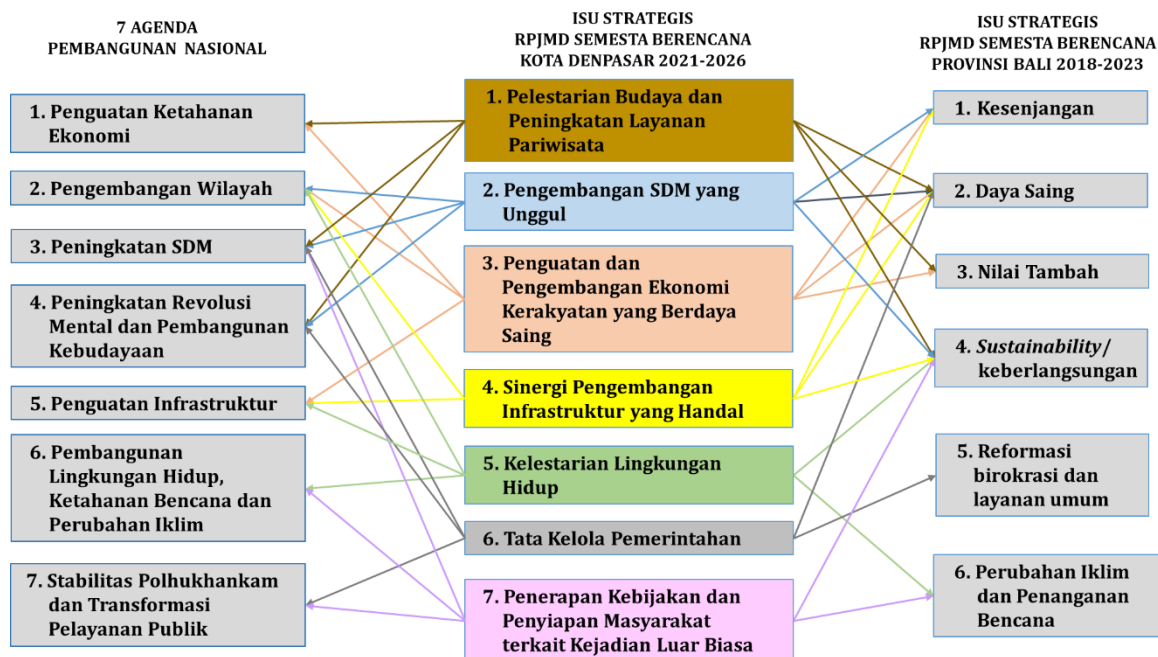 7 AGENDA
PEMBANGUNAN NASIONAL
1. Penguatan Ketahanan
Ekonomi
2. Pengembangan Wilayah
3. Peningkatan SDM
4. Peningkatan Revolusi
Mental dan Pembangunan
Kebudayaan
5. Penguatan Infrastruktur
6. Pembangunan
Lingkungan Hidup,
Ketahanan Bencana dan
Perubahan Iklim
7. Stabilitas Polhukhankam
dan Transformasi
Pelayanan Publik
ISU STRATEGIS
RPJMD SEMESTA BERENCANA
KOTA DENPASAR 2021-2026
1. Pelestarian Budaya dan
Peningkatan Layanan
Pariwisata
2. Pengembangan SDM yang
Unggul
3. Penguatan dan
Pengembangan Ekonomi
Kerakyatan yang Berdaya
Saing
4. Sinergi Pengembangan
Infrastruktur yang Handal
5. Kelestarian Lingkungan
Hidup
6. Tata Kelola Pemerintahan
7. Penerapan Kebijakan dan
Penyiapan Masyarakat
terkait Kejadian Luar Biasa
ISU STRATEGIS
RPJMD SEMESTA BERENCANA
PROVINSI BALI 2018-2023
1. Kesenjangan
2. Daya Saing
3. Nilai Tambah
4. Sustainability/
keberlangsungan
5. Reformasi
birokrasi dan
layanan umum
6. Perubahan Iklim
dan Penanganan
Bencana